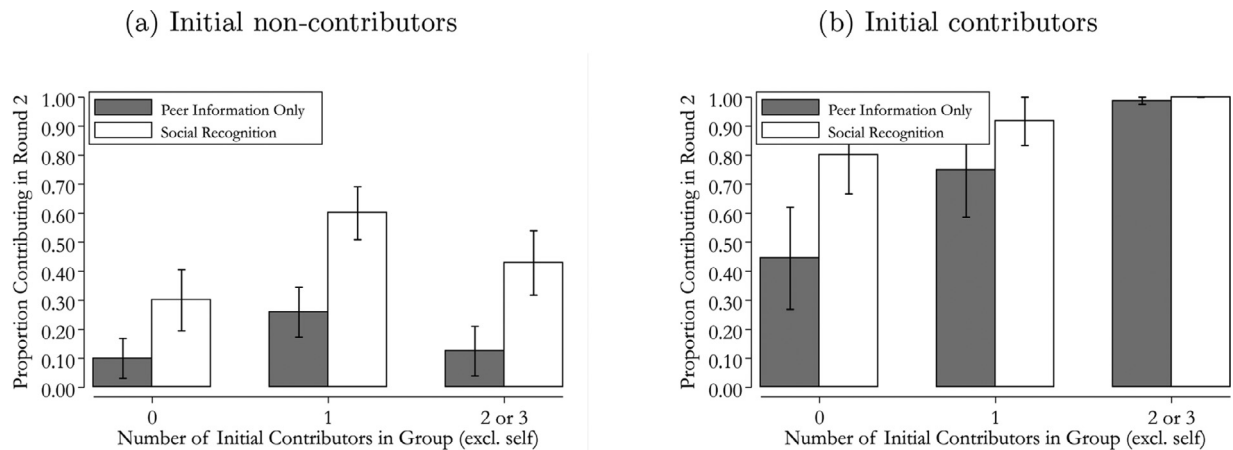 (a) Initial non-contributors
Proportion Contributing in Round 2
1.00
0.90
0.80
0.70
0.60
0.50
0.40
0.30
0.20
0.10
0.00
Peer Information Only
Social Recognition
0 1 2 or 3
Number of Initial Contributors in Group (excl. self)
(b) Initial contributors
Proportion Contributing in Round 2
1.00
0.90
0.80
0.70
0.60
0.50
0.40
0.30
0.20
0.10
0.00
Peer Information Only
Social Recognition
0 1 2 or 3
Number of Initial Contributors in Group (excl. self)